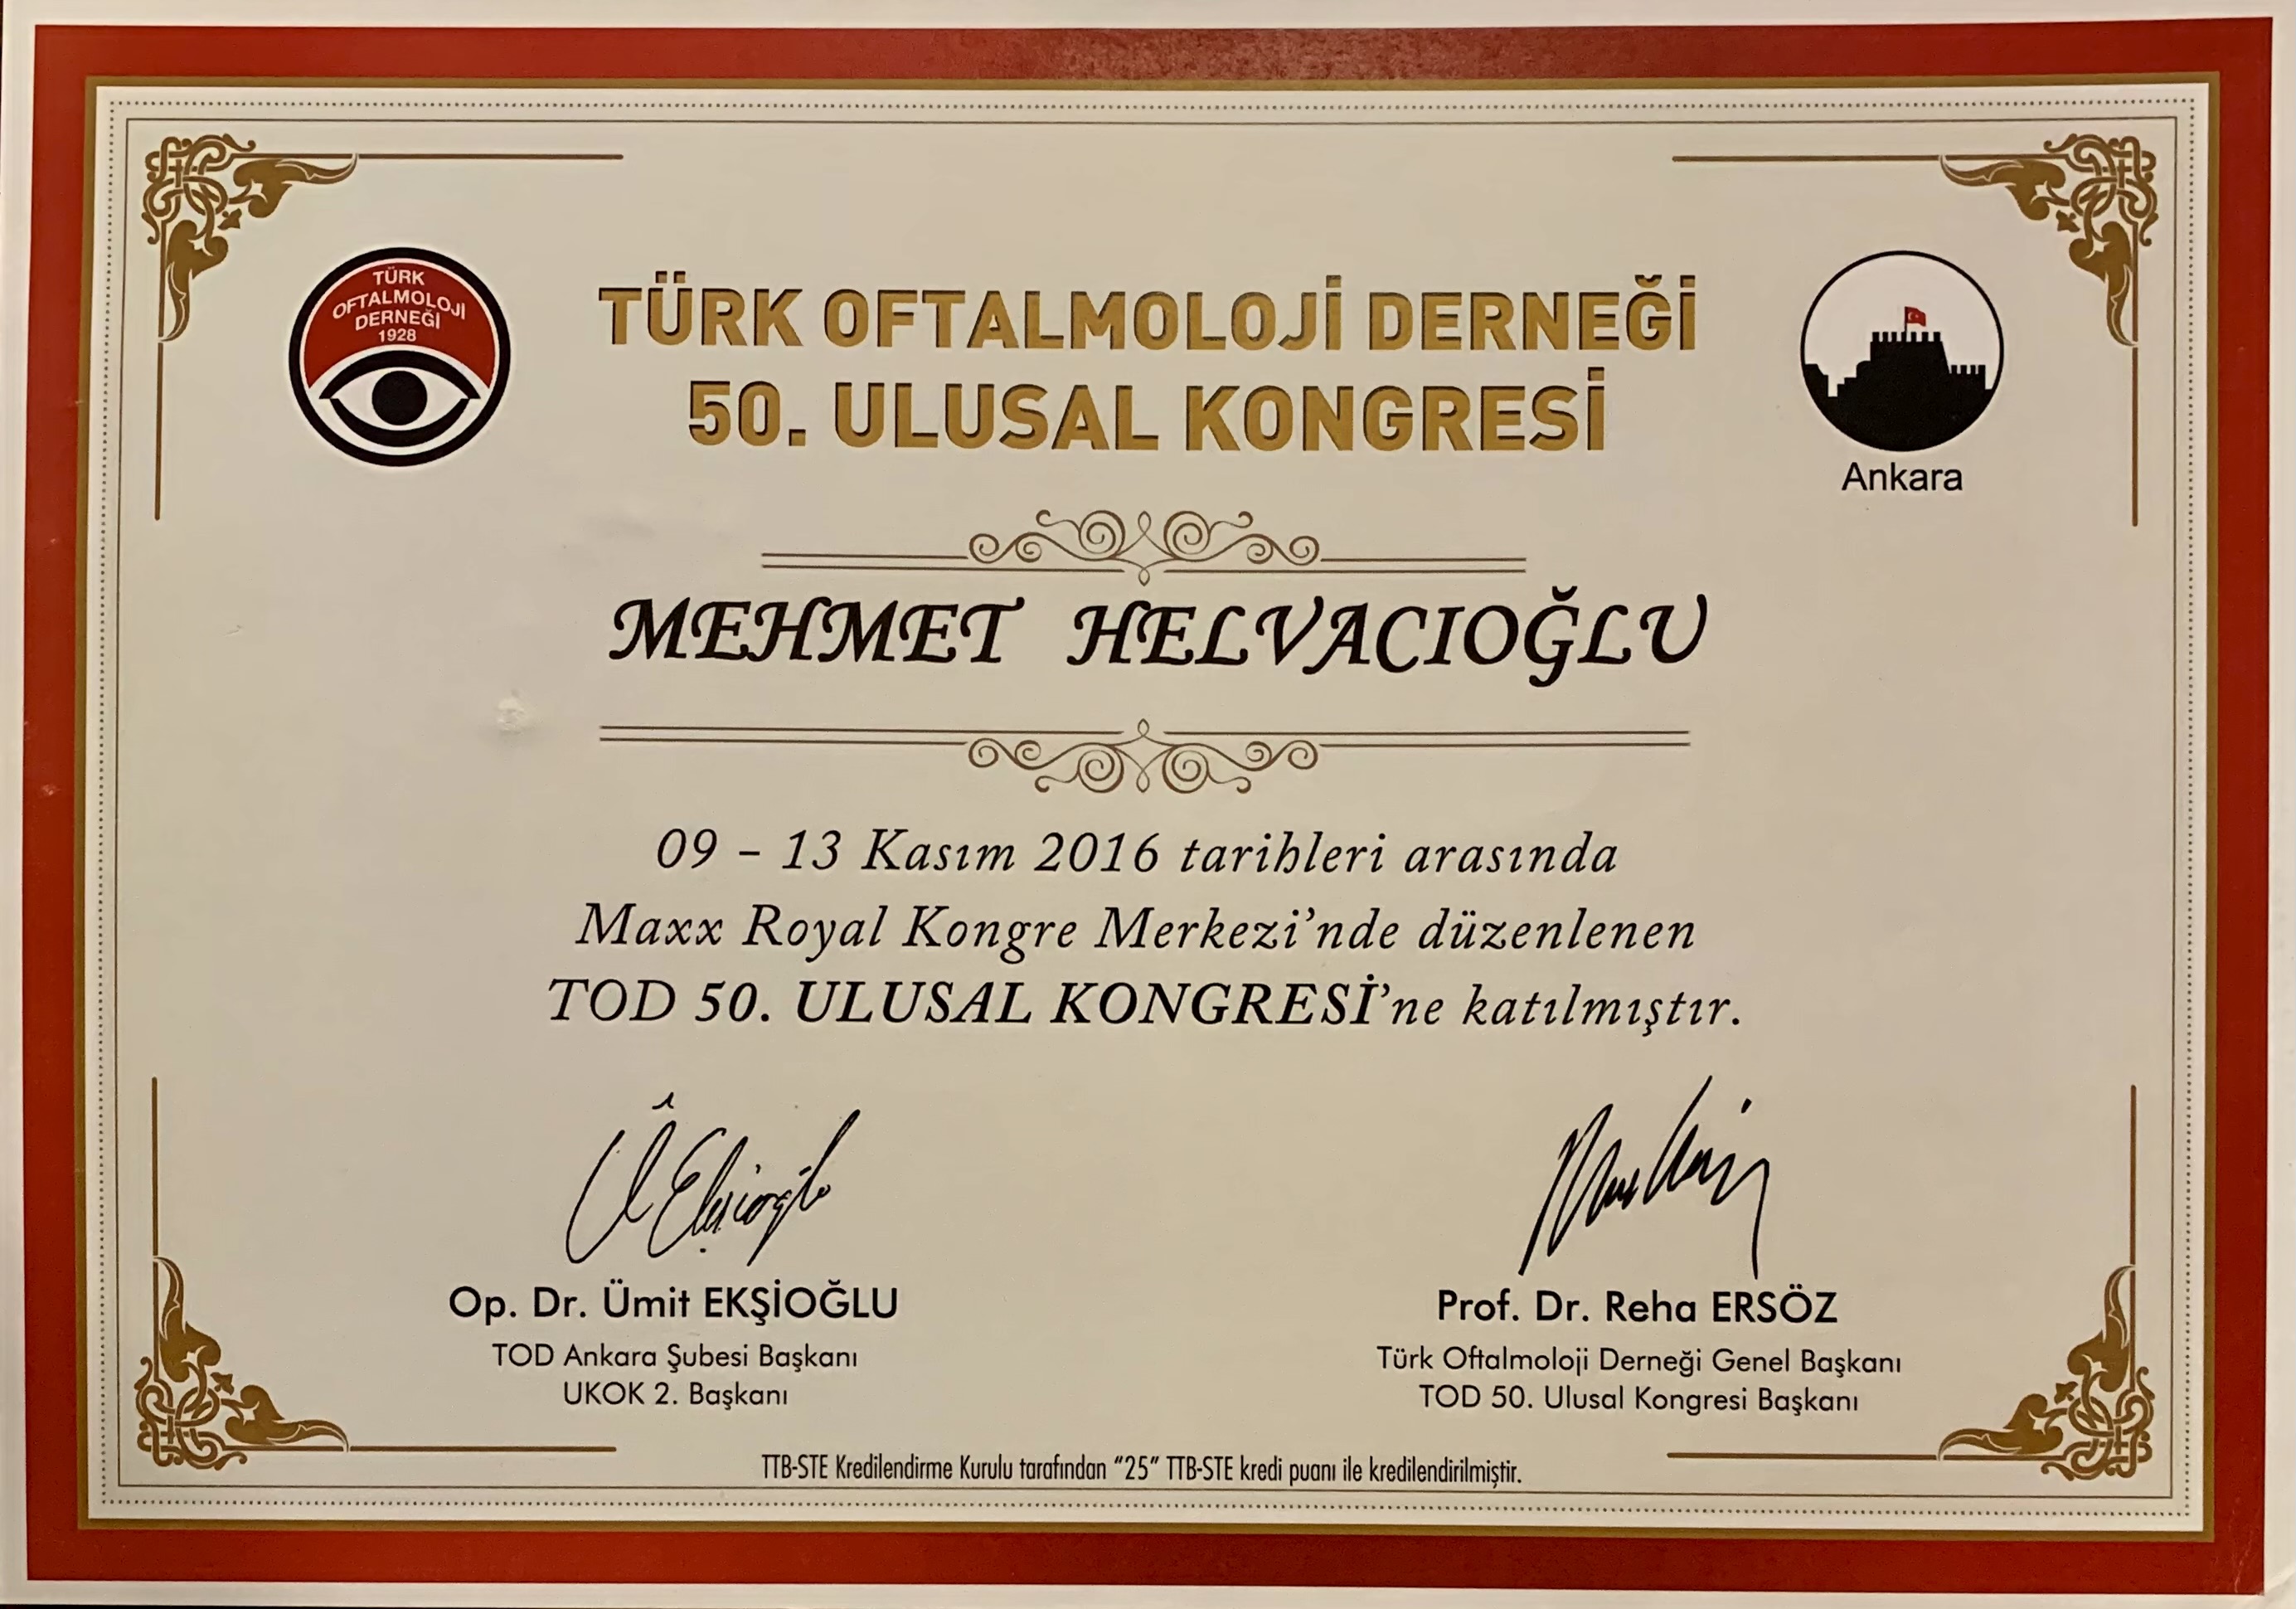 TÜRK
OFTALMOLOJİ
DERNEĞİ
1928
TÜRK OFTALMOLOJİ DERNEĞİ
50. ULUSAL KONGRESİ
Ankara
MEHMET HELVACIOĞLU
09 – 13 Kasım 2016 tarihleri arasında
Maxx Royal Kongre Merkezi’nde düzenlenen
TOD 50. ULUSAL KONGRESİ’ne katılmıştır.
Op. Dr. Ümit EKŞİOĞLU
TOD Ankara Şubesi Başkanı
UKOK 2. Başkanı
Prof. Dr. Reha ERSÖZ
Türk Oftalmoloji Derneği Genel Başkanı
TOD 50. Ulusal Kongresi Başkanı
TTB-STE Kredilendirme Kurulu tarafından “25” TTB-STE kredi puanı ile kredilendirilmiştir.